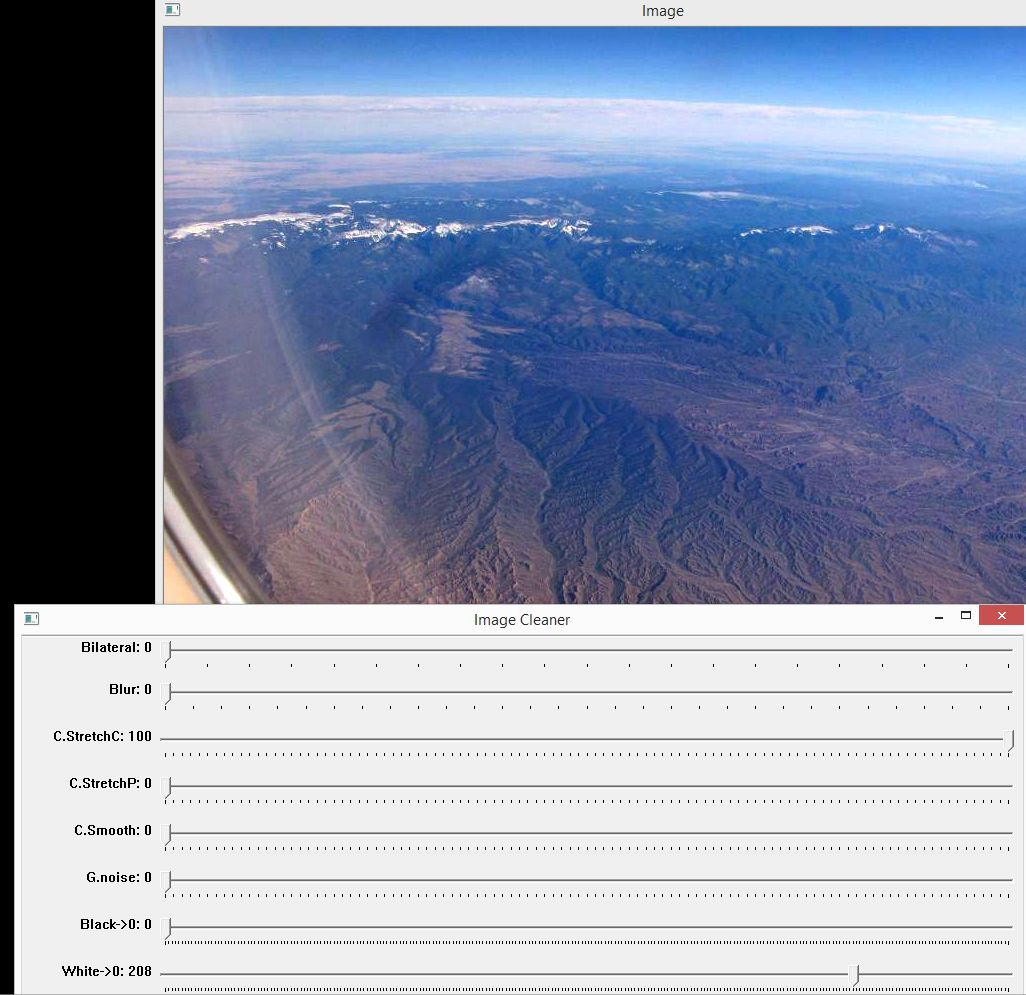 Image
Image Cleaner
Bilateral: 0
Blur: 0
C.StretchC: 100
C.StretchP: 0
C.Smooth: 0
G.noise: 0
Black->0: 0
White->0: 208